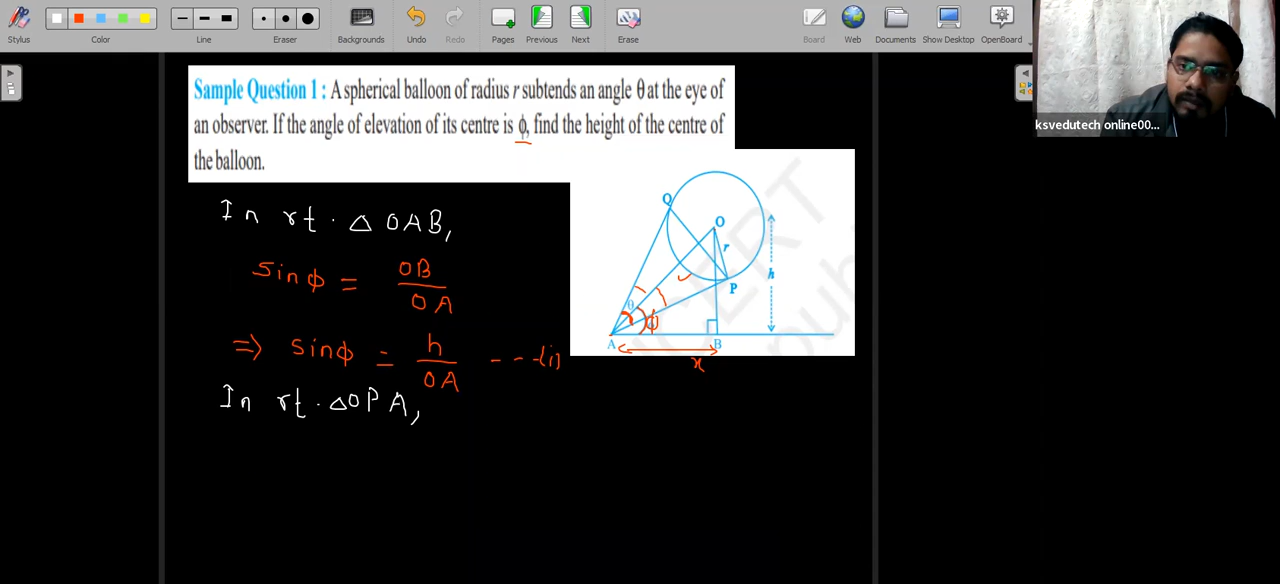 Stylus
Color
Line
Eraser
Backgrounds
Undo
Redo
Pages
Previous
Next
Erase
Board
Web
Documents
Show Desktop
OpenBoard
ksvedutech online00...
Sample Question 1 : A spherical balloon of radius r subtends an angle θ at the eye of
an observer. If the angle of elevation of its centre is ϕ, find the height of the centre of
the balloon.
In rt. △ OAB,
sin ϕ = OB / OA
⇒ sin ϕ = h / OA ---(i)
In rt. △OPA,
Q
O
r
h
P
θ
ϕ
A
B
x